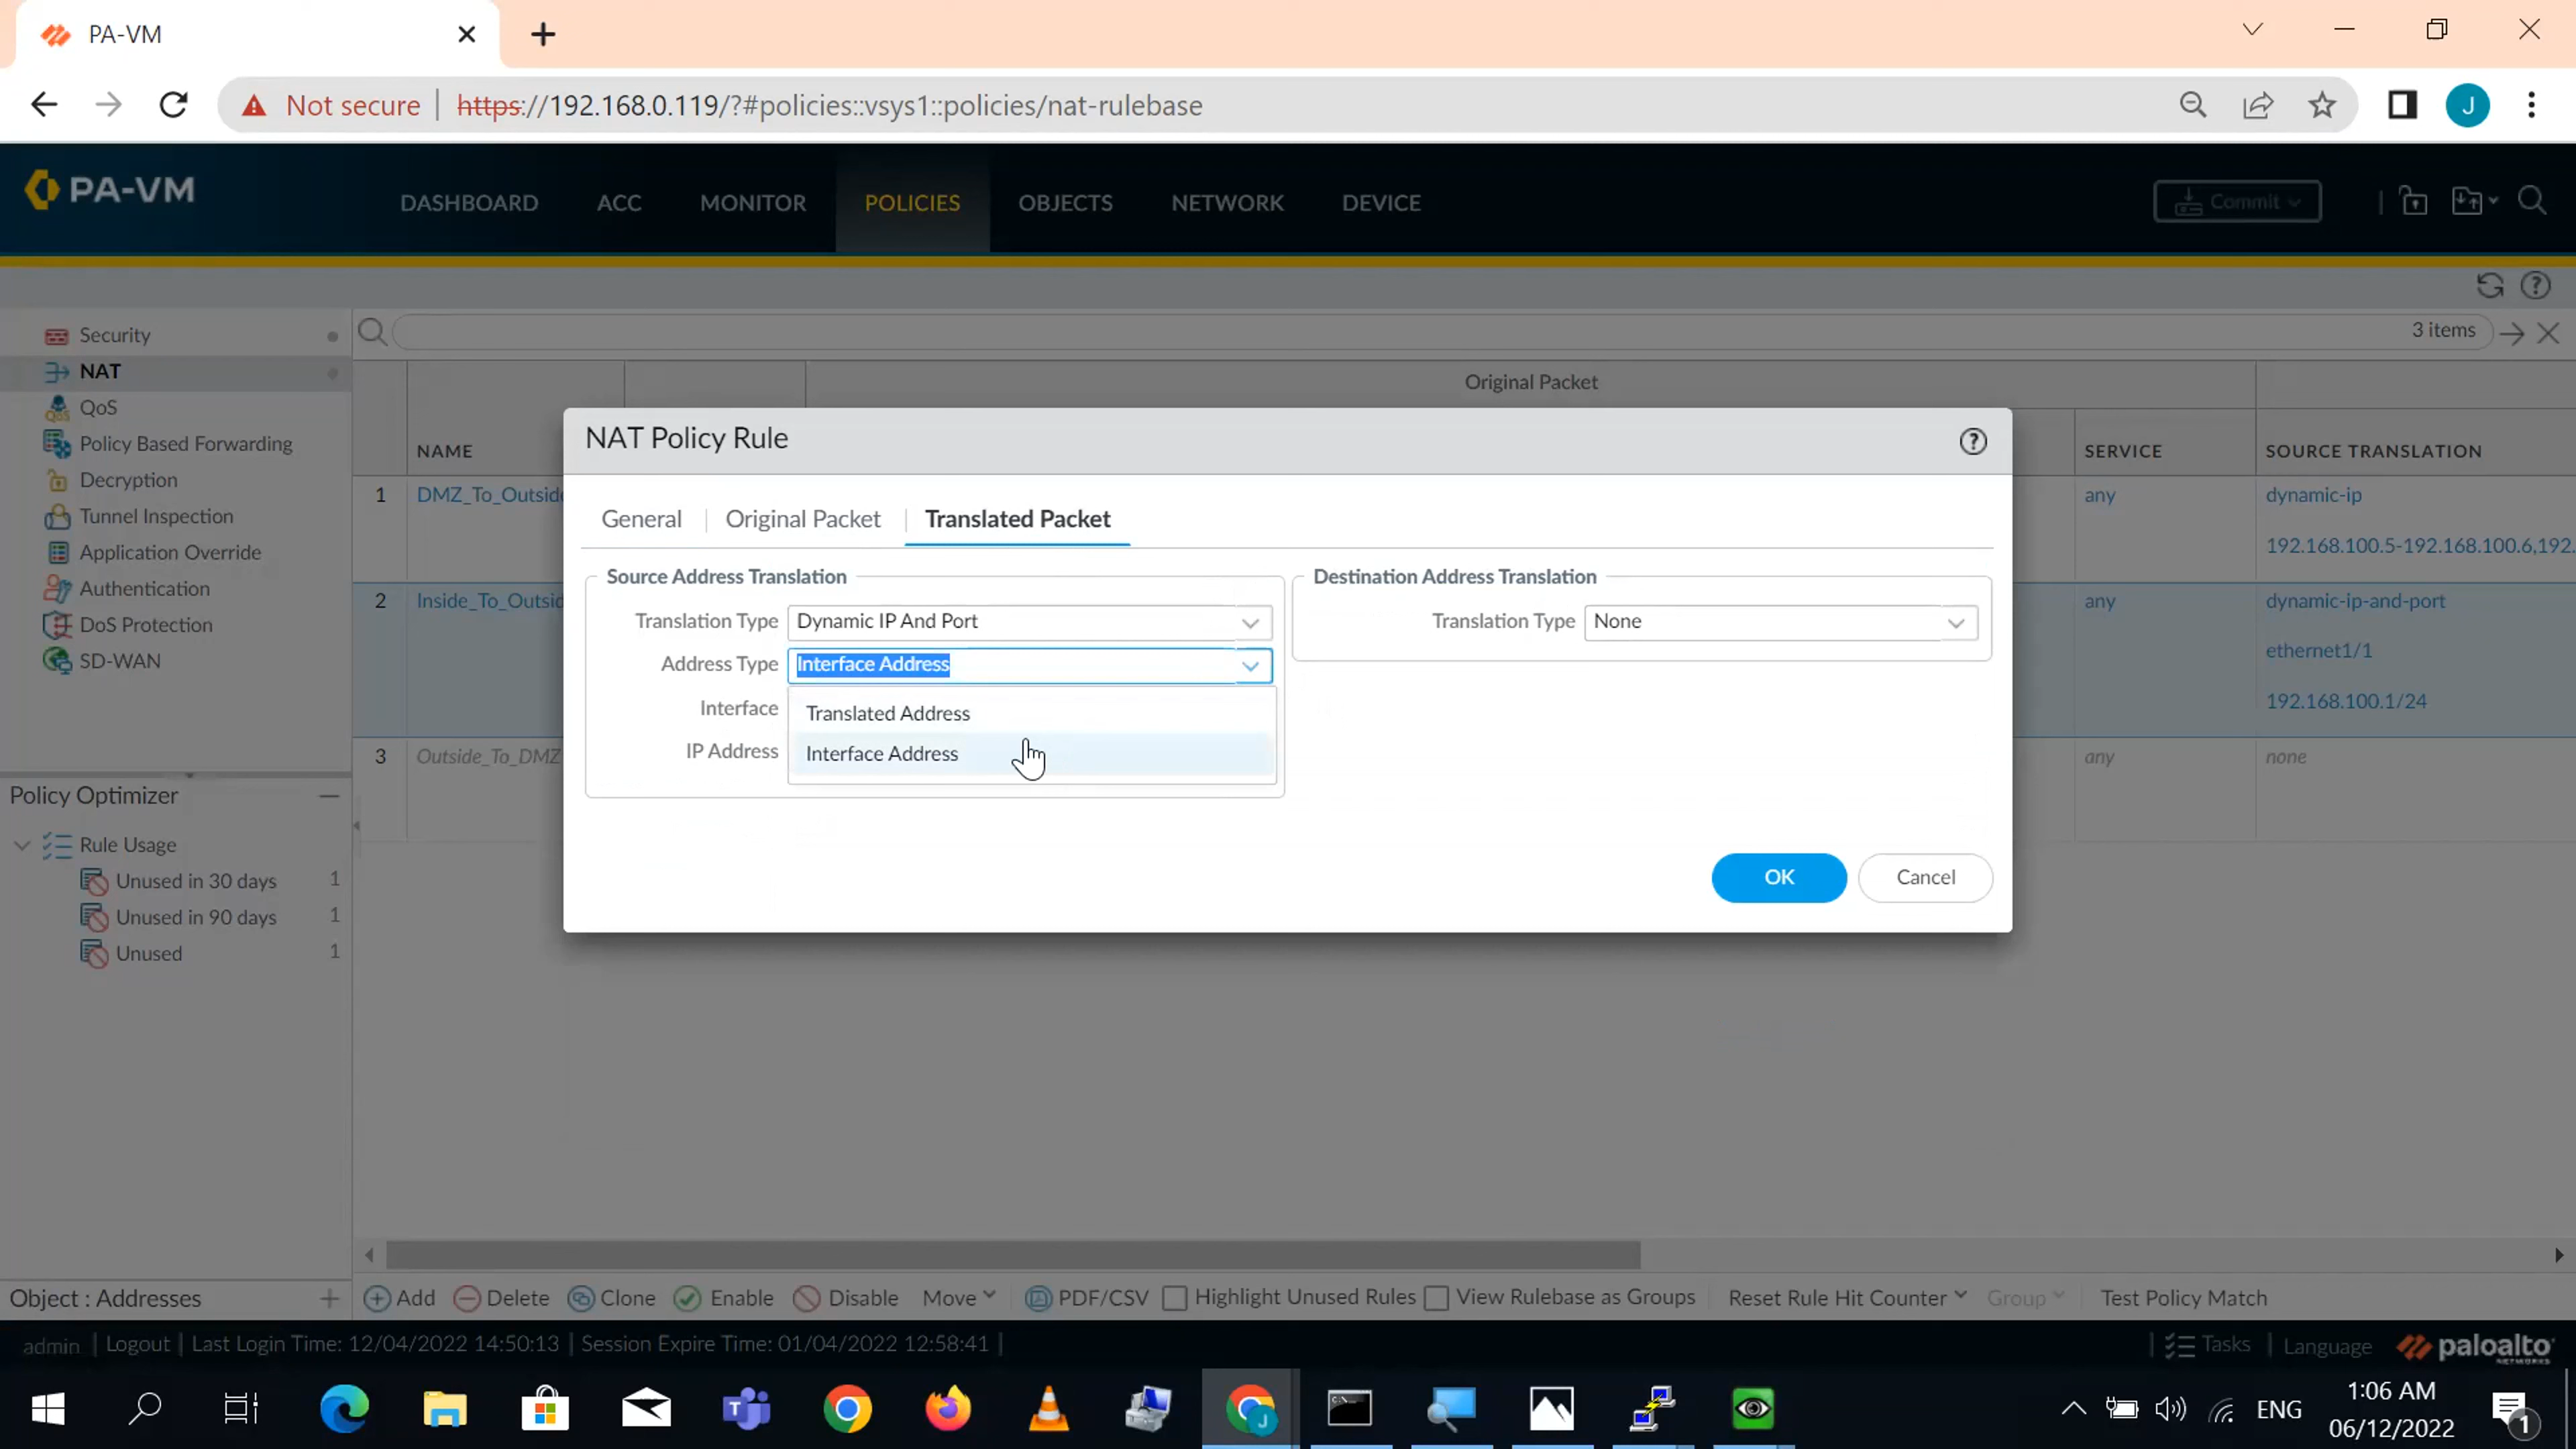 PA-VM
Not secure
https://192.168.0.119/?#policies::vsys1::policies/nat-rulebase
J
PA-VM
DASHBOARD
ACC
MONITOR
POLICIES
OBJECTS
NETWORK
DEVICE
Commit
Security
NAT
QoS
Policy Based Forwarding
Decryption
Tunnel Inspection
Application Override
Authentication
DoS Protection
SD-WAN
3 items
Original Packet
NAME
SERVICE
SOURCE TRANSLATION
1
DMZ_To_Outside
any
dynamic-ip
192.168.100.5-192.168.100.6,192.
2
Inside_To_Outsid
any
dynamic-ip-and-port
ethernet1/1
192.168.100.1/24
3
Outside_To_DMZ
any
none
NAT Policy Rule
General
Original Packet
Translated Packet
Source Address Translation
Translation Type
Dynamic IP And Port
Address Type
Interface Address
Interface
Translated Address
IP Address
Interface Address
Destination Address Translation
Translation Type
None
OK
Cancel
Policy Optimizer
Rule Usage
Unused in 30 days 1
Unused in 90 days 1
Unused 1
Object : Addresses
Add
Delete
Clone
Enable
Disable
Move
PDF/CSV
Highlight Unused Rules
View Rulebase as Groups
Reset Rule Hit Counter
Group
Test Policy Match
admin | Logout | Last Login Time: 12/04/2022 14:50:13 | Session Expire Time: 01/04/2022 12:58:41 |
Tasks | Language
paloalto
NETWORKS
J
ENG
1:06 AM
06/12/2022
1